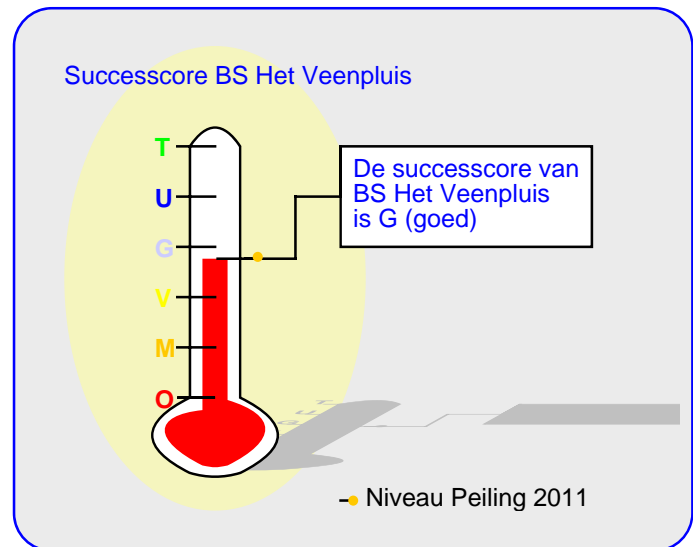 Successcore BS Het Veenpluis
T
De successcore van
BS Het Veenpluis
is G (goed)
U
G
V
M
O
T
U
G
Niveau Peiling 2011